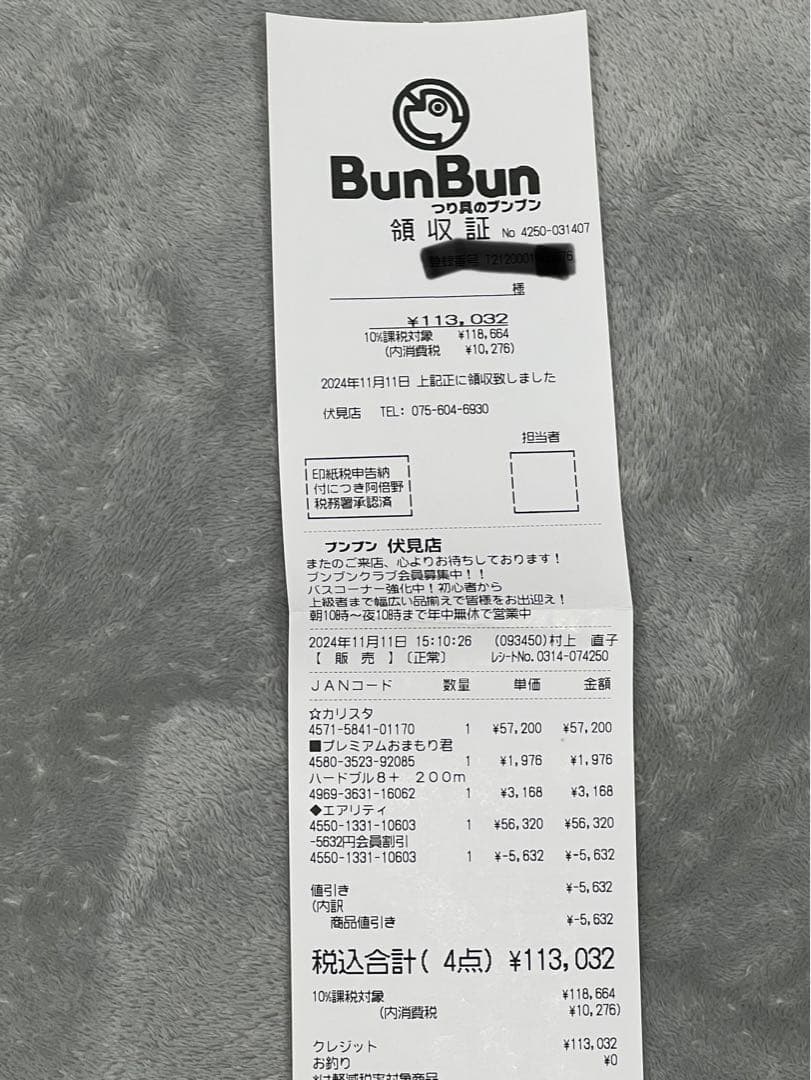 BunBun
つり具のブンブン
領収証 No 4250-031407
登録番号
様
¥113,032
10%課税対象 ¥118,664
(内消費税 ¥10,276)
2024年11月11日 上記正に領収致しました
伏見店 TEL: 075-604-6930
担当者
印紙税申告納
付につき阿倍野
税務署承認済
ブンブン 伏見店
またのご来店、心よりお待ちしております!
ブンブンクラブ会員募集中!!
バスコーナー強化中!初心者から
上級者まで幅広い品揃えで皆様をお出迎え!
朝10時〜夜10時まで年中無休で営業中
2024年11月11日 15:10:26 (093450)村上 直子
【 販 売 】〔正常〕 レシートNo.0314-074250
JANコード 数量 単価 金額
☆カリスタ
4571-5841-01170 1 ¥57,200 ¥57,200
■プレミアムおまもり君
4580-3523-92085 1 ¥1,976 ¥1,976
ハードブル8+ 200m
4969-3631-16062 1 ¥3,168 ¥3,168
◆エアリティ
4550-1331-10603 1 ¥56,320 ¥56,320
-5632円会員割引
4550-1331-10603 1 ¥-5,632 ¥-5,632
値引き ¥-5,632
(内訳
商品値引き ¥-5,632
税込合計( 4点) ¥113,032
10%課税対象 ¥118,664
(内消費税 ¥10,276)
クレジット ¥113,032
お釣り ¥0
*は軽減税率対象商品